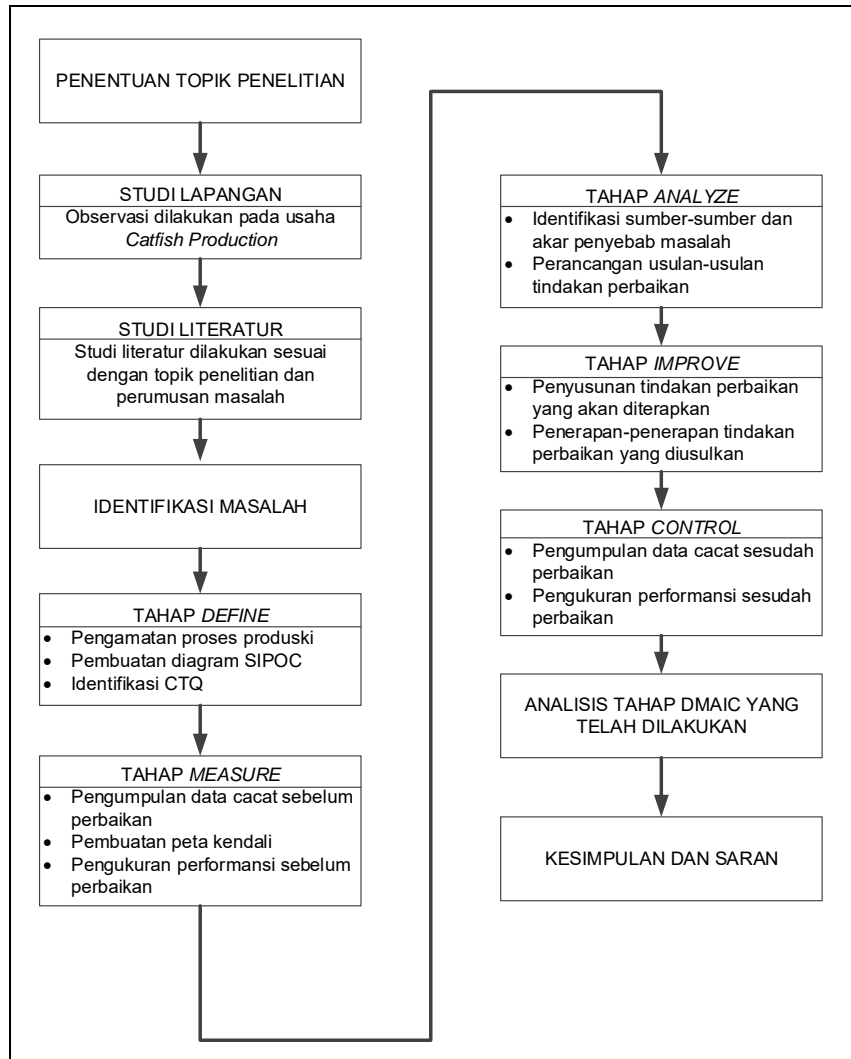 PENENTUAN TOPIK PENELITIAN
STUDI LAPANGAN
Observasi dilakukan pada usaha
Catfish Production
STUDI LITERATUR
Studi literatur dilakukan sesuai
dengan topik penelitian dan
perumusan masalah
IDENTIFIKASI MASALAH
TAHAP DEFINE
• Pengamatan proses produski
• Pembuatan diagram SIPOC
• Identifikasi CTQ
TAHAP MEASURE
• Pengumpulan data cacat sebelum
perbaikan
• Pembuatan peta kendali
• Pengukuran performansi sebelum
perbaikan
TAHAP ANALYZE
• Identifikasi sumber-sumber dan
akar penyebab masalah
• Perancangan usulan-usulan
tindakan perbaikan
TAHAP IMPROVE
• Penyusunan tindakan perbaikan
yang akan diterapkan
• Penerapan-penerapan tindakan
perbaikan yang diusulkan
TAHAP CONTROL
• Pengumpulan data cacat sesudah
perbaikan
• Pengukuran performansi sesudah
perbaikan
ANALISIS TAHAP DMAIC YANG
TELAH DILAKUKAN
KESIMPULAN DAN SARAN